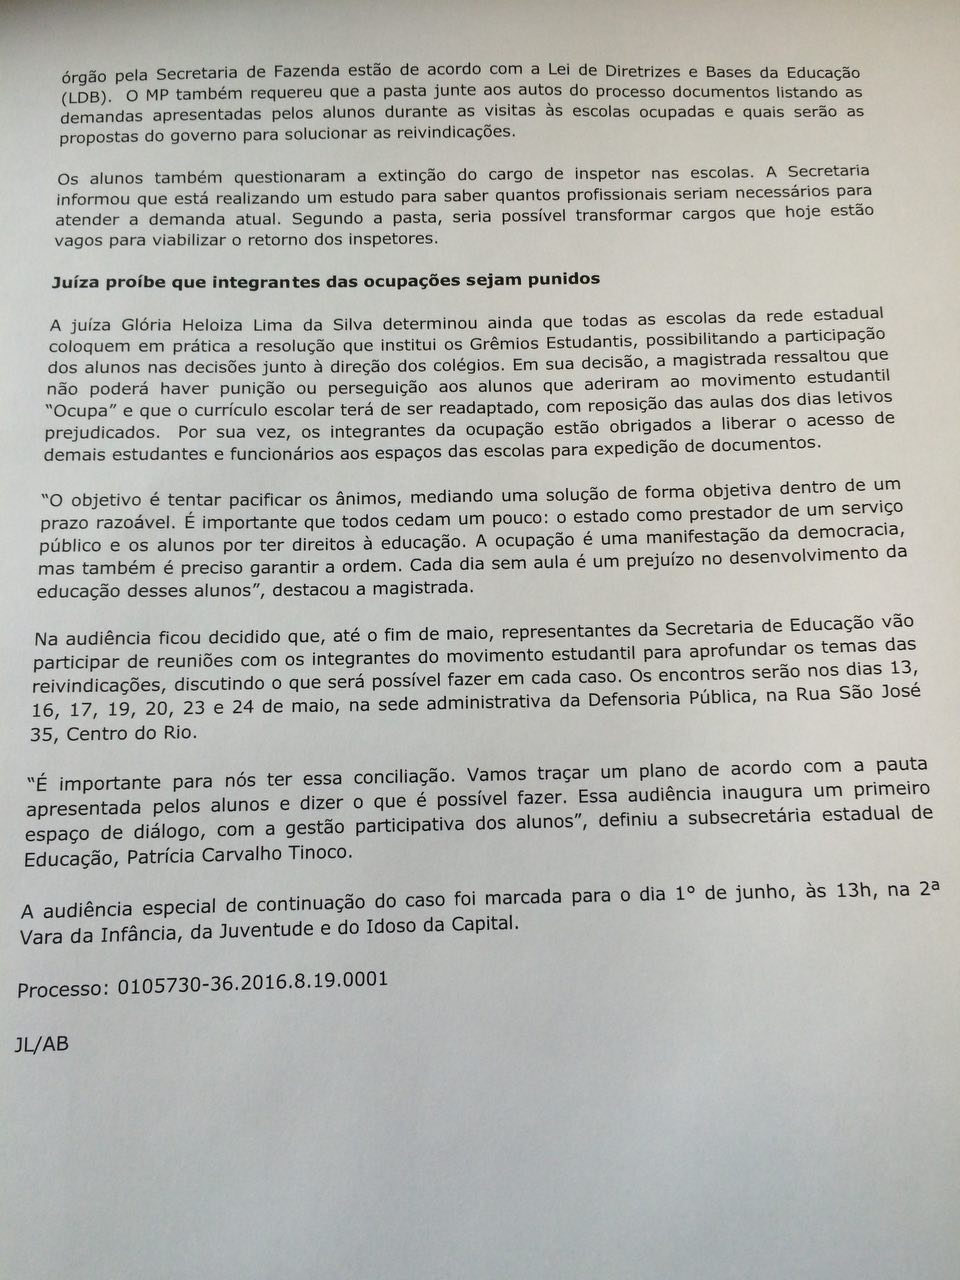 órgão pela Secretaria de Fazenda estão de acordo com a Lei de Diretrizes e Bases da Educação
(LDB).  O MP também requereu que a pasta junte aos autos do processo documentos listando as
demandas apresentadas pelos alunos durante as visitas às escolas ocupadas e quais serão as
propostas do governo para solucionar as reivindicações.
Os alunos também questionaram a extinção do cargo de inspetor nas escolas. A Secretaria
informou que está realizando um estudo para saber quantos profissionais seriam necessários para
atender a demanda atual. Segundo a pasta, seria possível transformar cargos que hoje estão
vagos para viabilizar o retorno dos inspetores.
Juíza proíbe que integrantes das ocupações sejam punidos
A juíza Glória Heloiza Lima da Silva determinou ainda que todas as escolas da rede estadual
coloquem em prática a resolução que institui os Grêmios Estudantis, possibilitando a participação
dos alunos nas decisões junto à direção dos colégios. Em sua decisão, a magistrada ressaltou que
não poderá haver punição ou perseguição aos alunos que aderiram ao movimento estudantil
“Ocupa” e que o currículo escolar terá de ser readaptado, com reposição das aulas dos dias letivos
prejudicados.  Por sua vez, os integrantes da ocupação estão obrigados a liberar o acesso de
demais estudantes e funcionários aos espaços das escolas para expedição de documentos.
“O objetivo é tentar pacificar os ânimos, mediando uma solução de forma objetiva dentro de um
prazo razoável. É importante que todos cedam um pouco: o estado como prestador de um serviço
público e os alunos por ter direitos à educação. A ocupação é uma manifestação da democracia,
mas também é preciso garantir a ordem. Cada dia sem aula é um prejuízo no desenvolvimento da
educação desses alunos”, destacou a magistrada.
Na audiência ficou decidido que, até o fim de maio, representantes da Secretaria de Educação vão
participar de reuniões com os integrantes do movimento estudantil para aprofundar os temas das
reivindicações, discutindo o que será possível fazer em cada caso. Os encontros serão nos dias 13,
16, 17, 19, 20, 23 e 24 de maio, na sede administrativa da Defensoria Pública, na Rua São José
35, Centro do Rio.
“É importante para nós ter essa conciliação. Vamos traçar um plano de acordo com a pauta
apresentada pelos alunos e dizer o que é possível fazer. Essa audiência inaugura um primeiro
espaço de diálogo, com a gestão participativa dos alunos”, definiu a subsecretária estadual de
Educação, Patrícia Carvalho Tinoco.
A audiência especial de continuação do caso foi marcada para o dia 1º de junho, às 13h, na 2ª
Vara da Infância, da Juventude e do Idoso da Capital.
Processo: 0105730-36.2016.8.19.0001
JL/AB